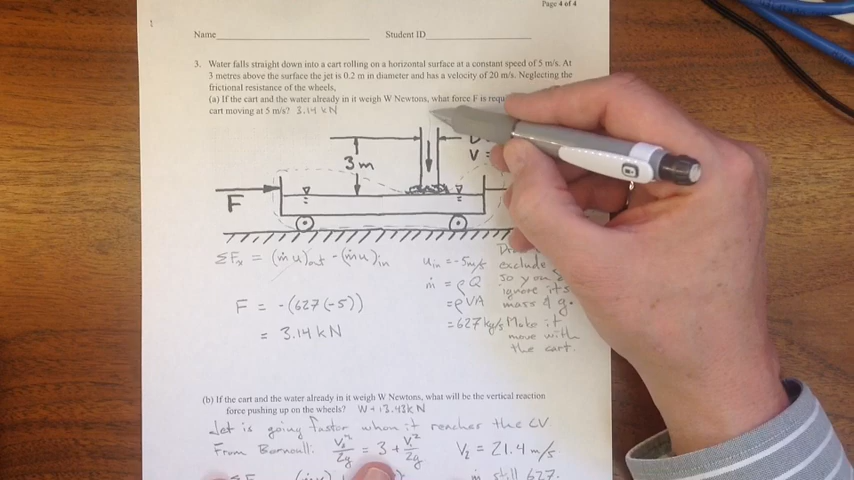 Page 4 of 4
1
Name
Student ID
3. Water falls straight down into a cart rolling on a horizontal surface at a constant speed of 5 m/s. At
3 metres above the surface the jet is 0.2 m in diameter and has a velocity of 20 m/s. Neglecting the
frictional resistance of the wheels,
(a) If the cart and the water already in it weigh W Newtons, what force F is
cart moving at 5 m/s? 3.14 kN
3m
V =
F
ΣFx = (ṁu)out - (ṁu)in
F = -(627(-5))
= 3.14 kN
uin = -5m/s
ṁ = ρQ
= ρVA
= 627 kg/s
exclude
so you
ignore its
mass & g.
Make it
move with
the cart.
(b) If the cart and the water already in it weigh W Newtons, what will be the vertical reaction
force pushing up on the wheels? W + 13.43kN
Jet is going faster when it reaches the CV.
From Bernoulli: V₂²/2g = 3 + V₁²/2g V₂ = 21.4 m/s
ṁ still 627.